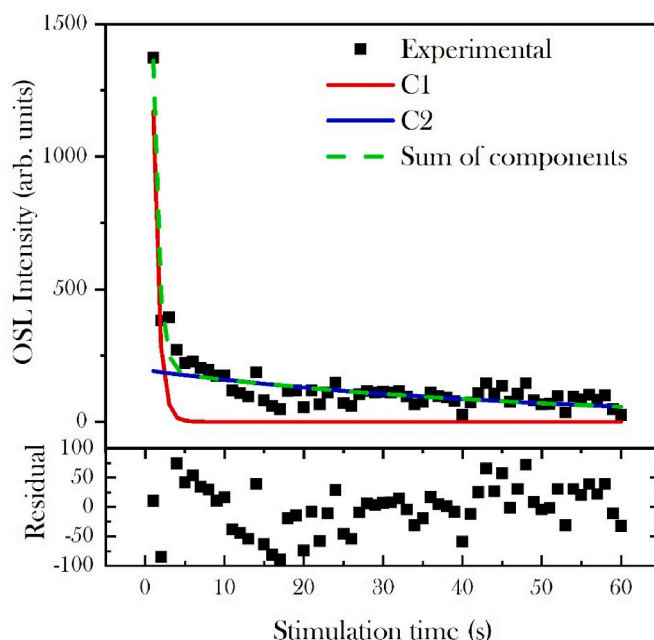 1500
1000
500
0
OSL Intensity (arb. units)
Experimental
C1
C2
Sum of components
100
50
0
-50
-100
Residual
0 10 20 30 40 50 60
Stimulation time (s)